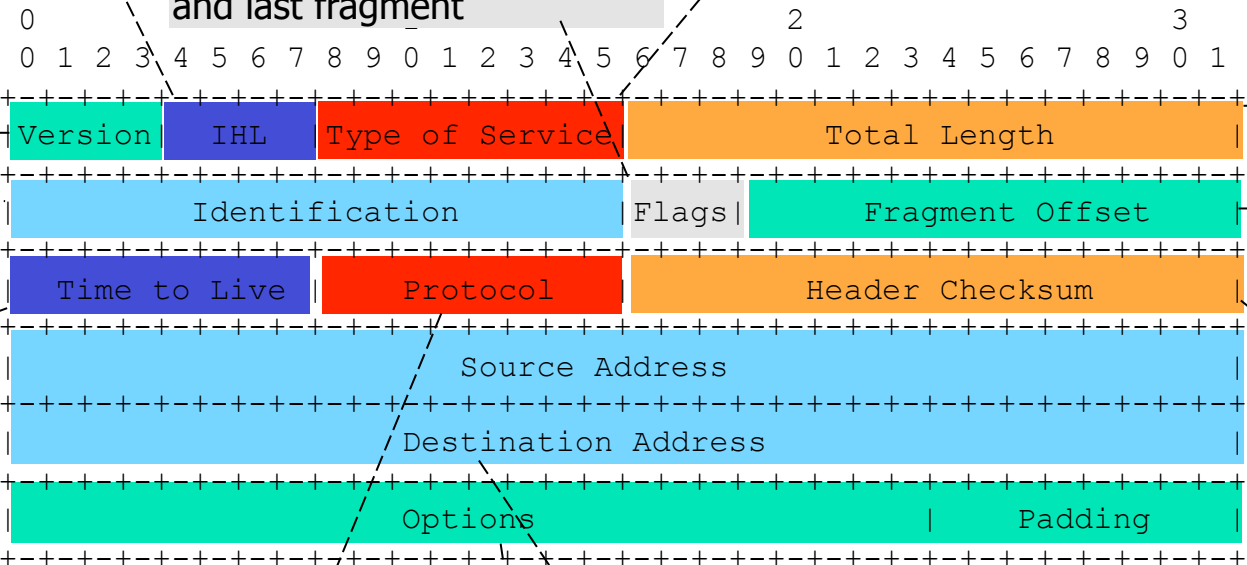 and last fragment
0 2 3
0 1 2 3 4 5 6 7 8 9 0 1 2 3 4 5 6 7 8 9 0 1 2 3 4 5 6 7 8 9 0 1
+-+-+-+-+-+-+-+-+-+-+-+-+-+-+-+-+-+-+-+-+-+-+-+-+-+-+-+-+-+-+-+-+
|Version| IHL |Type of Service| Total Length |
+-+-+-+-+-+-+-+-+-+-+-+-+-+-+-+-+-+-+-+-+-+-+-+-+-+-+-+-+-+-+-+-+
| Identification |Flags| Fragment Offset |
+-+-+-+-+-+-+-+-+-+-+-+-+-+-+-+-+-+-+-+-+-+-+-+-+-+-+-+-+-+-+-+-+
| Time to Live | Protocol | Header Checksum |
+-+-+-+-+-+-+-+-+-+-+-+-+-+-+-+-+-+-+-+-+-+-+-+-+-+-+-+-+-+-+-+-+
| Source Address |
+-+-+-+-+-+-+-+-+-+-+-+-+-+-+-+-+-+-+-+-+-+-+-+-+-+-+-+-+-+-+-+-+
| Destination Address |
+-+-+-+-+-+-+-+-+-+-+-+-+-+-+-+-+-+-+-+-+-+-+-+-+-+-+-+-+-+-+-+-+
| Options | Padding |
+-+-+-+-+-+-+-+-+-+-+-+-+-+-+-+-+-+-+-+-+-+-+-+-+-+-+-+-+-+-+-+-+